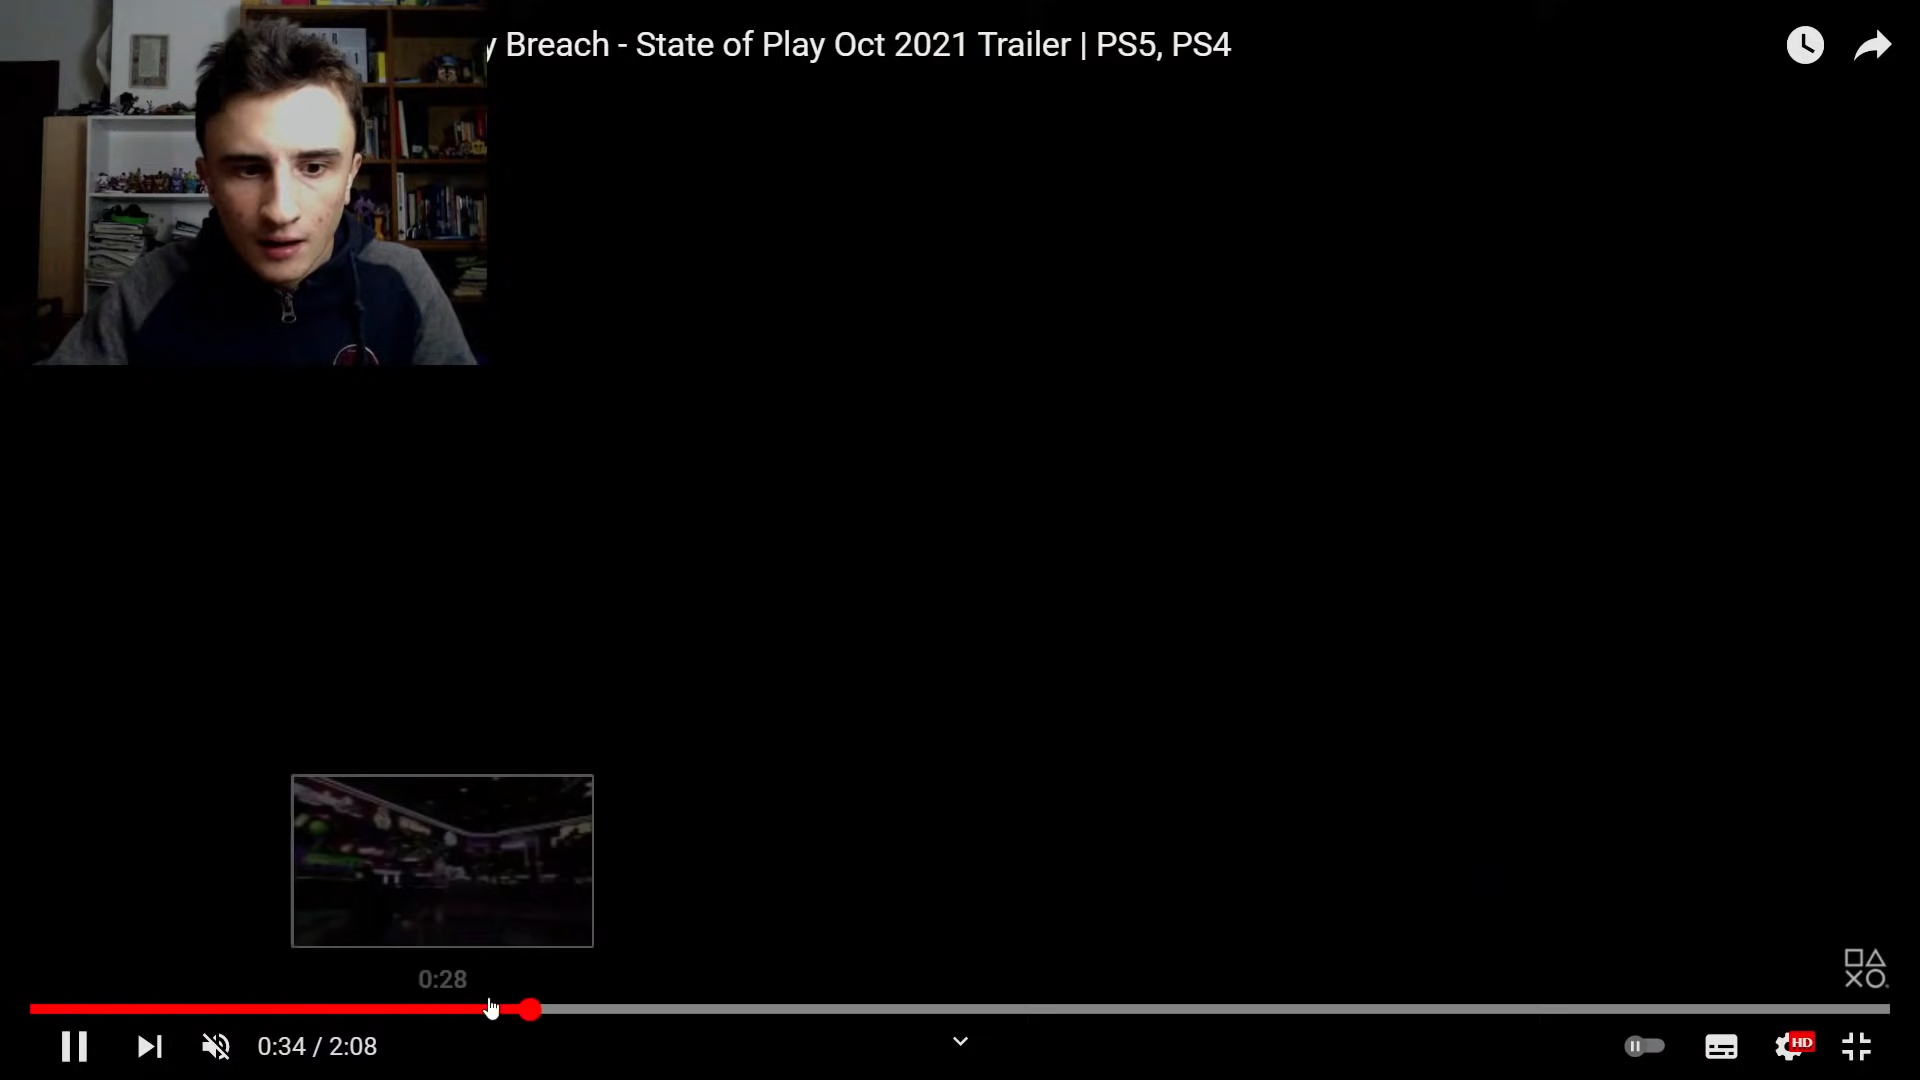 y Breach - State of Play Oct 2021 Trailer | PS5, PS4
0:28
0:34 / 2:08
HD